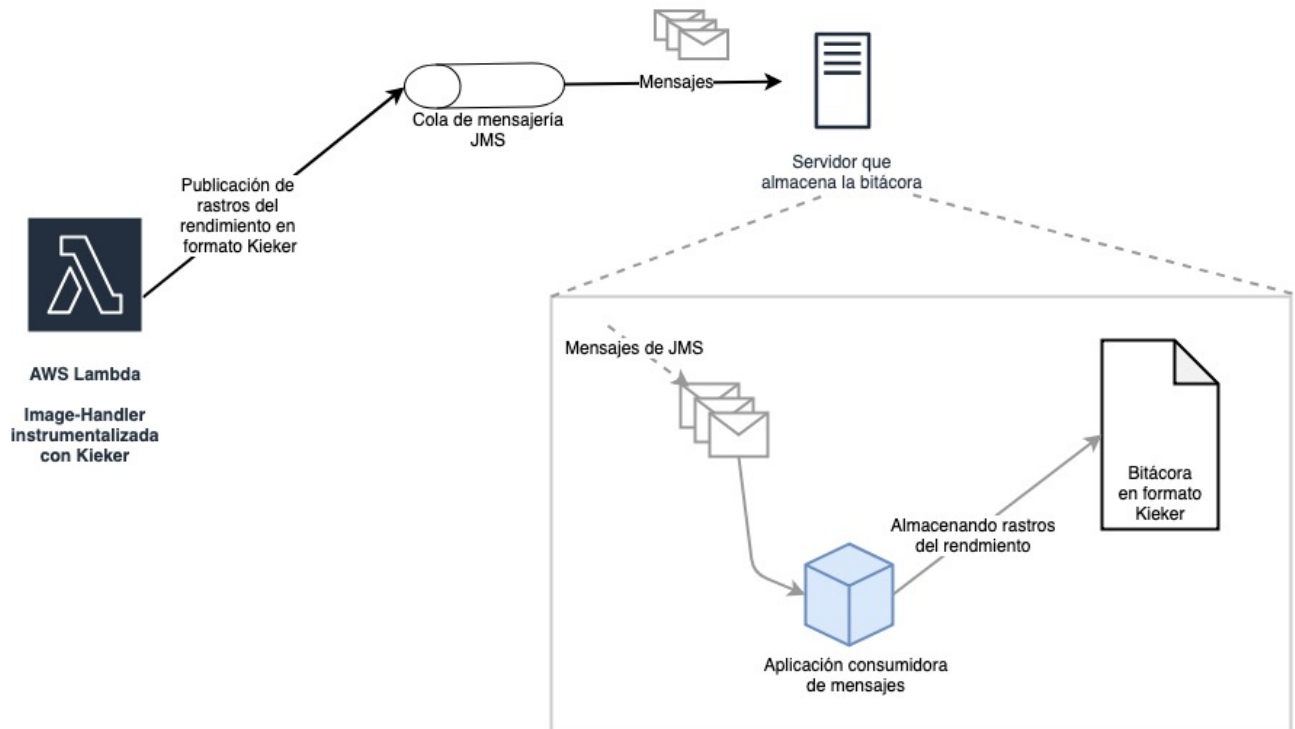 Mensajes
Cola de mensajería
JMS
Servidor que
almacena la bitácora
Publicación de
rastros del
rendimiento en
formato Kieker
AWS Lambda
Image-Handler
instrumentalizada
con Kieker
Mensajes de JMS
Bitácora
en formato
Kieker
Almacenando rastros
del rendmiento
Aplicación consumidora
de mensajes